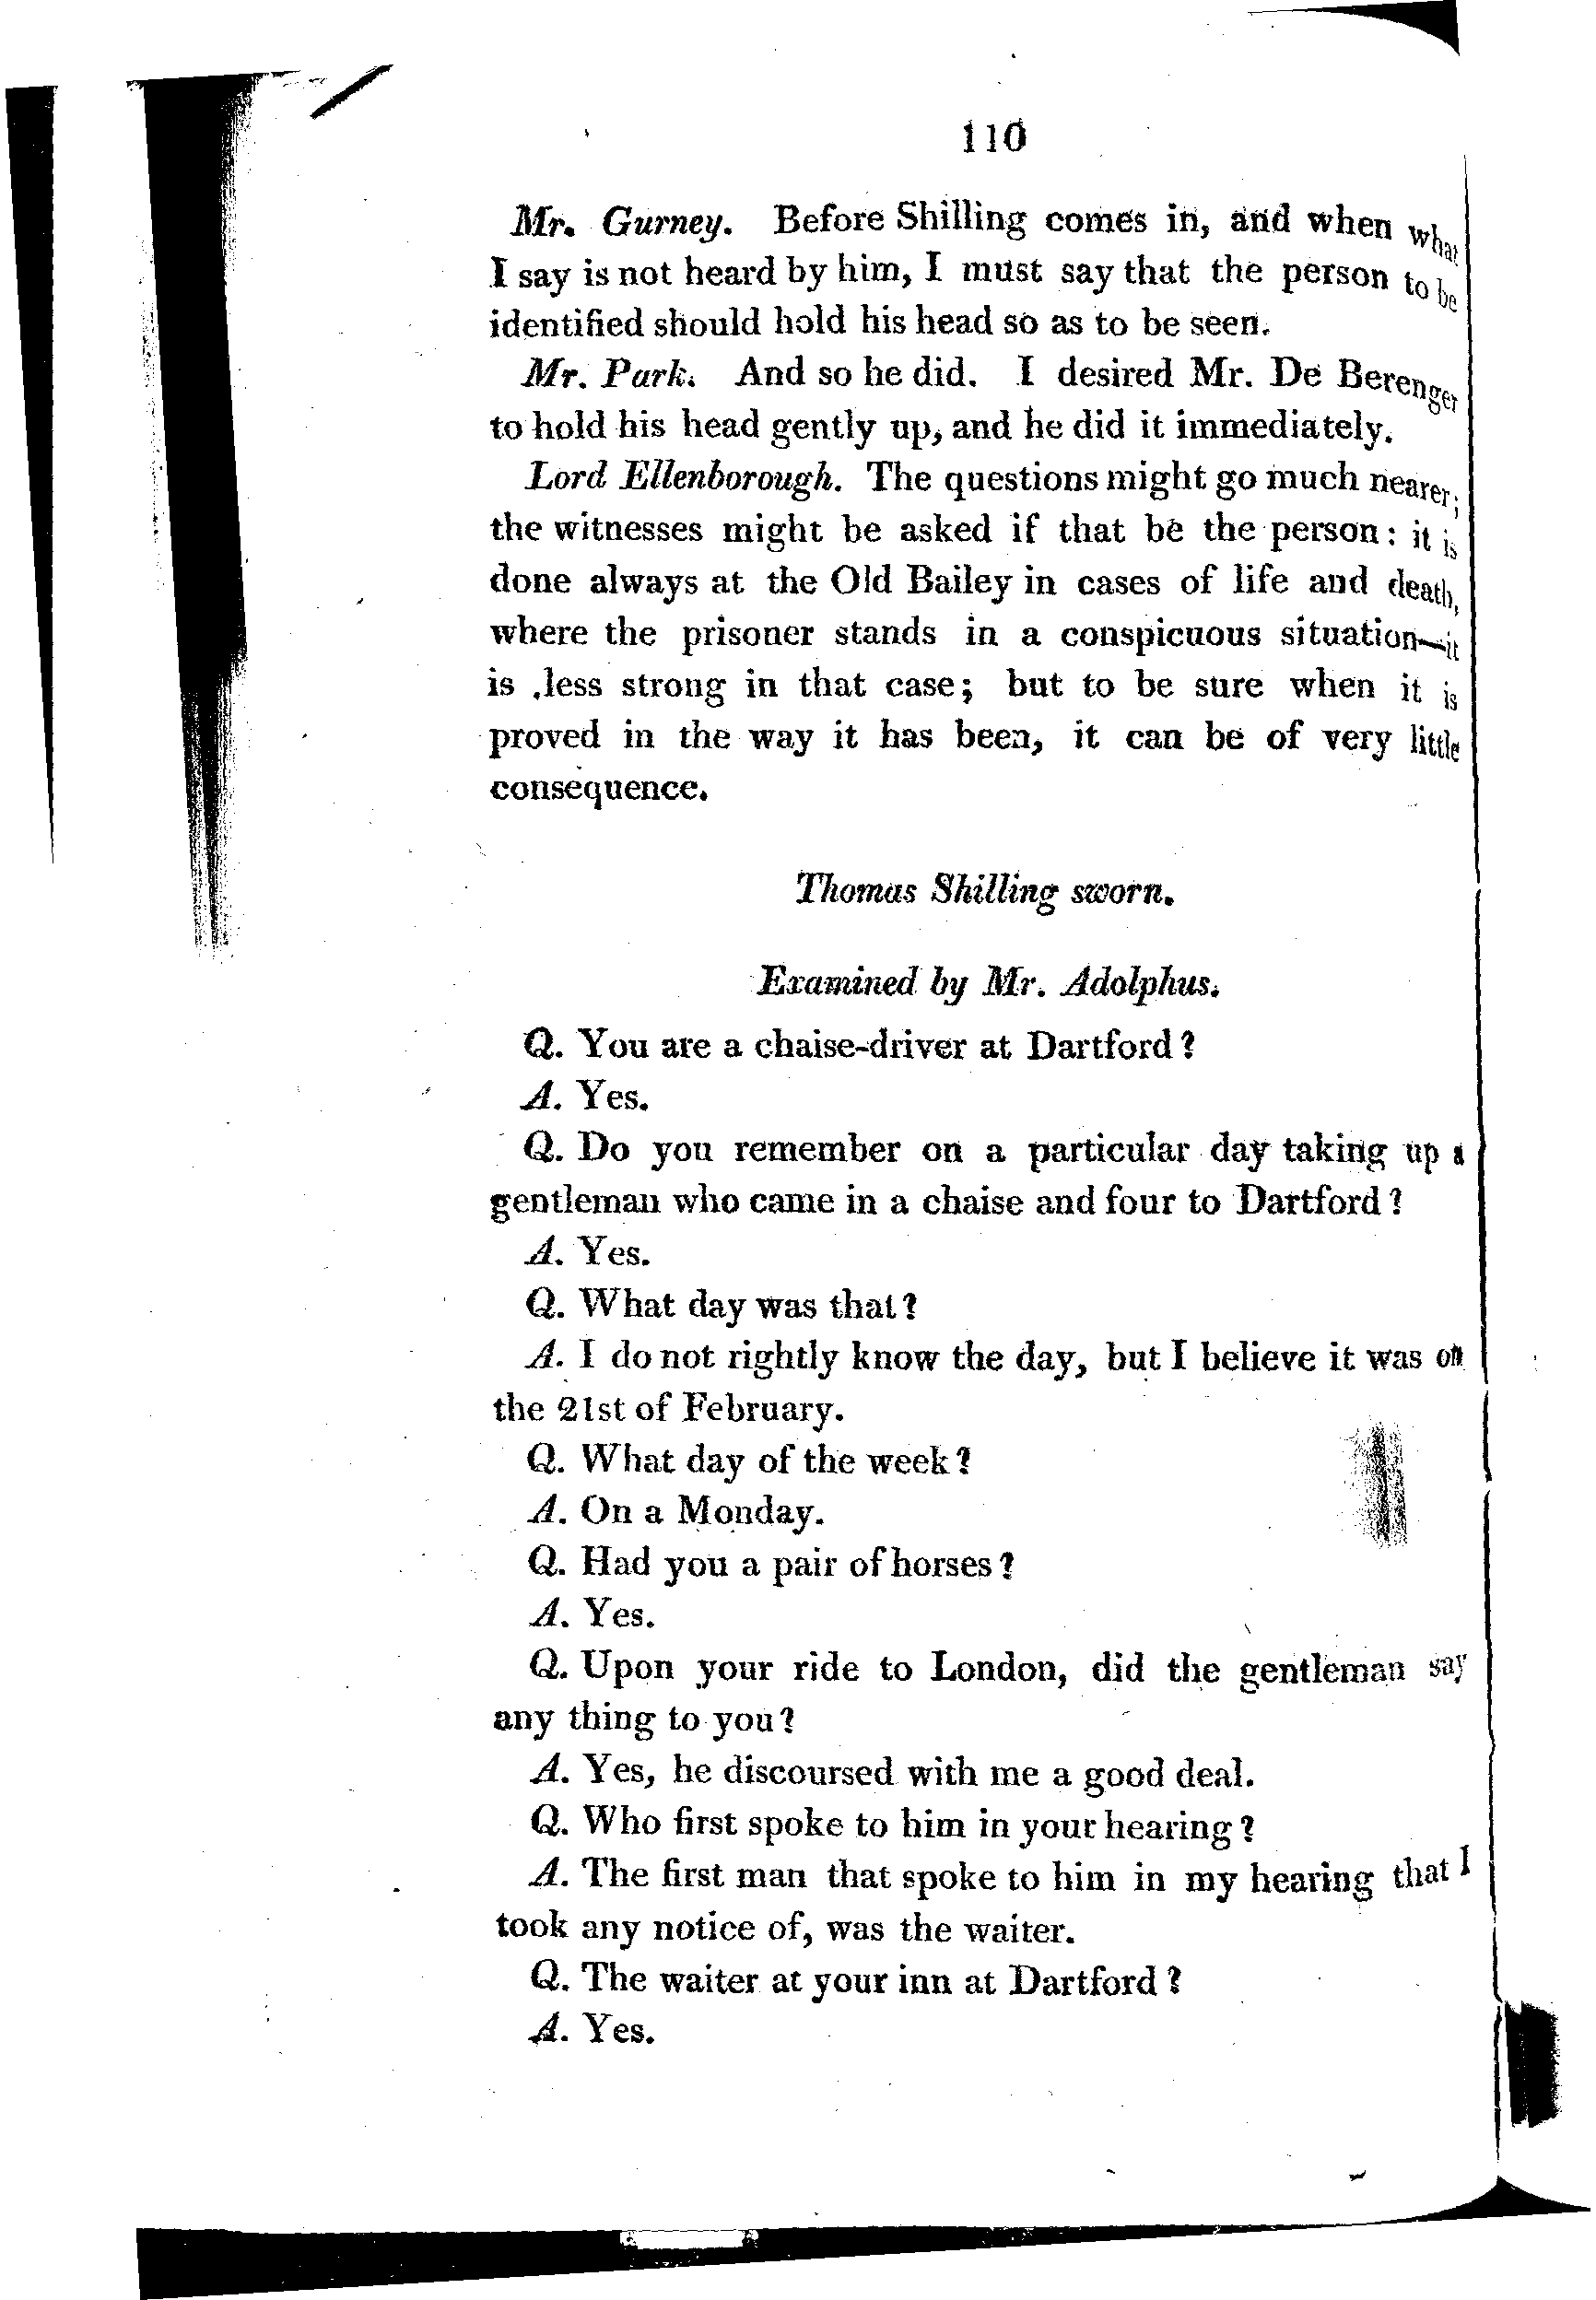 110
Mr. Gurney. Before Shilling comes in, and when what
I say is not heard by him, I must say that the person to be
identified should hold his head so as to be seen.
Mr. Park. And so he did. I desired Mr. De Berenger
to hold his head gently up, and he did it immediately.
Lord Ellenborough. The questions might go much nearer;
the witnesses might be asked if that be the person: it is
done always at the Old Bailey in cases of life and death,
where the prisoner stands in a conspicuous situation—it
is less strong in that case; but to be sure when it is
proved in the way it has been, it can be of very little
consequence.
Thomas Shilling sworn.
Examined by Mr. Adolphus.
Q. You are a chaise-driver at Dartford?
A. Yes.
Q. Do you remember on a particular day taking up a
gentleman who came in a chaise and four to Dartford?
A. Yes.
Q. What day was that?
A. I do not rightly know the day, but I believe it was on
the 21st of February.
Q. What day of the week?
A. On a Monday.
Q. Had you a pair of horses?
A. Yes.
Q. Upon your ride to London, did the gentleman say
any thing to you?
A. Yes, he discoursed with me a good deal.
Q. Who first spoke to him in your hearing?
A. The first man that spoke to him in my hearing that I
took any notice of, was the waiter.
Q. The waiter at your inn at Dartford?
A. Yes.